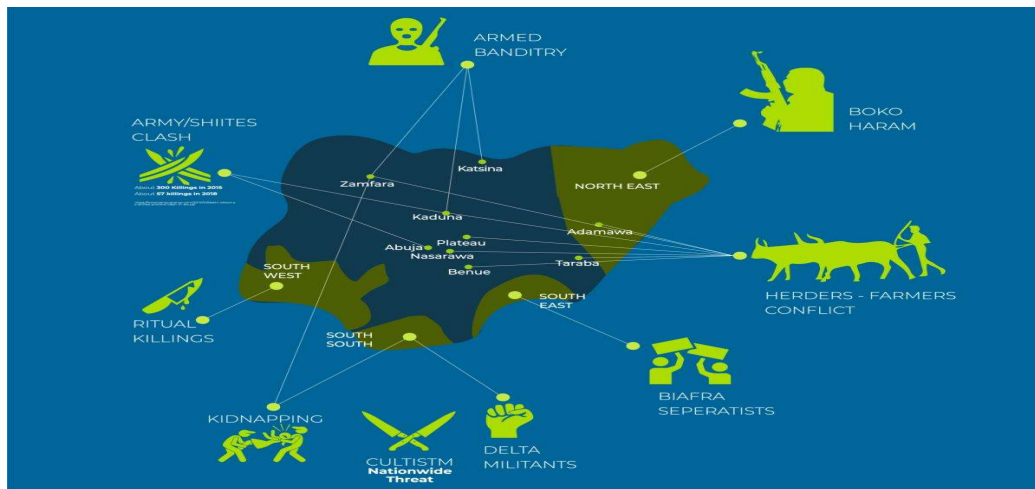 ARMED
BANDITRY
BOKO
HARAM
ARMY/SHIITES
CLASH
About 300 Killings in 2015
About 57 killings in 2018
Katsina
Zamfara
NORTH EAST
Kaduna
Adamawa
Plateau
Abuja
Nasarawa
Benue
Taraba
SOUTH
WEST
SOUTH
EAST
HERDERS - FARMERS
CONFLICT
RITUAL
KILLINGS
SOUTH
SOUTH
BIAFRA
SEPERATISTS
KIDNAPPING
CULTISTM
Nationwide
Threat
DELTA
MILITANTS